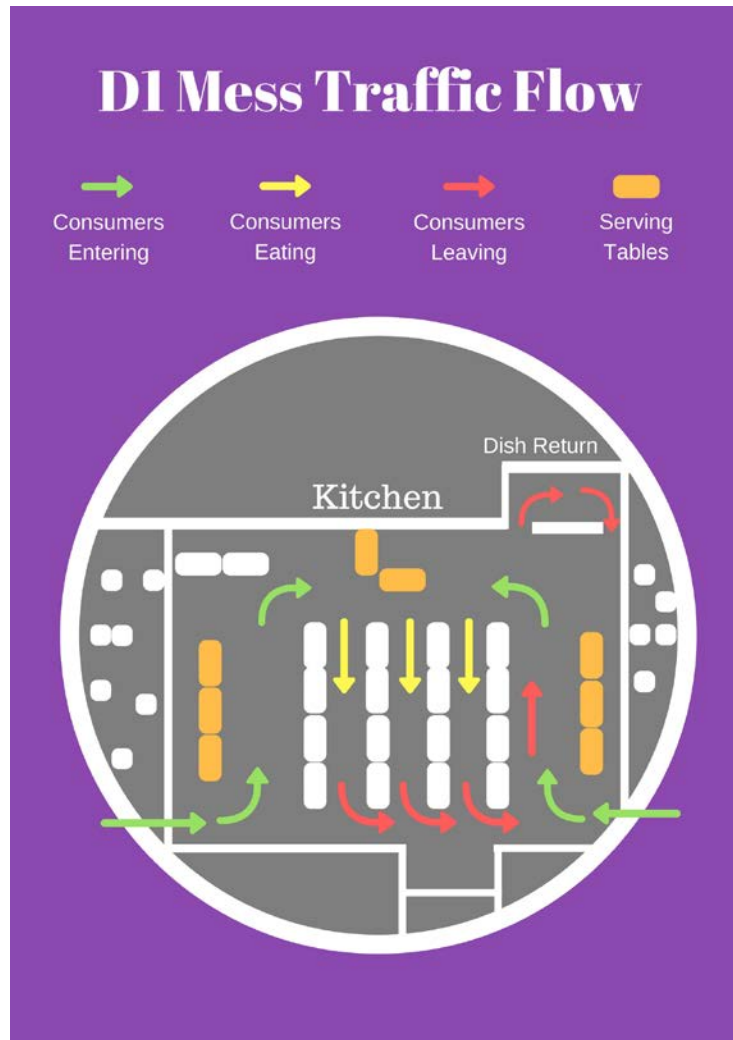 D1 Mess Traffic Flow
Consumers
Entering
Consumers
Eating
Consumers
Leaving
Serving
Tables
Dish Return
Kitchen